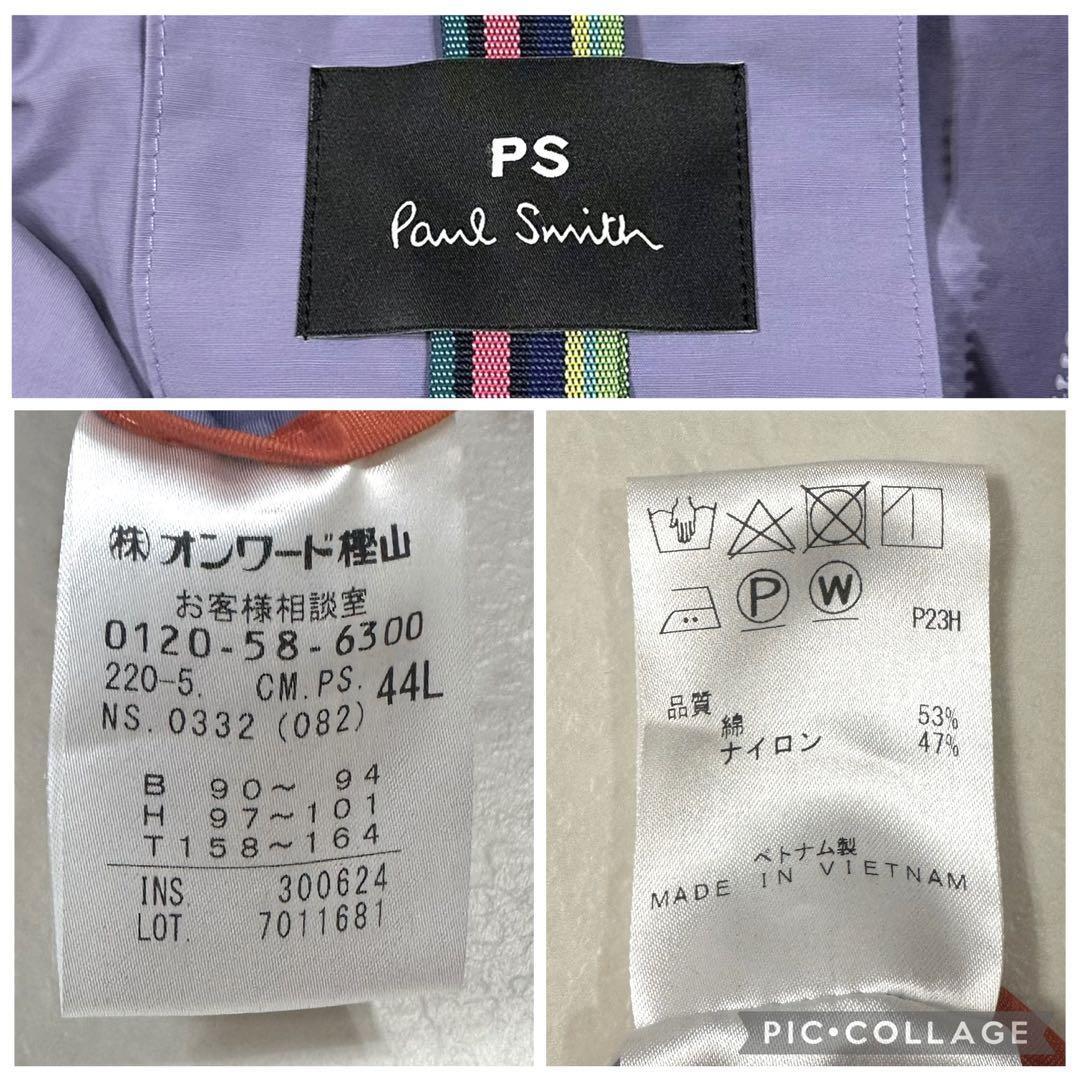 PS
Paul Smith
(株)オンワード樫山
お客様相談室
0120-58-6300
220-5. CM.PS. 44L
NS.0332 (082)
B 90〜 94
H 97〜101
T 158〜164
INS. 300624
LOT. 7011681
P W
P23H
品質
綿 53%
ナイロン 47%
ベトナム製
MADE IN VIETNAM
PIC•COLLAGE